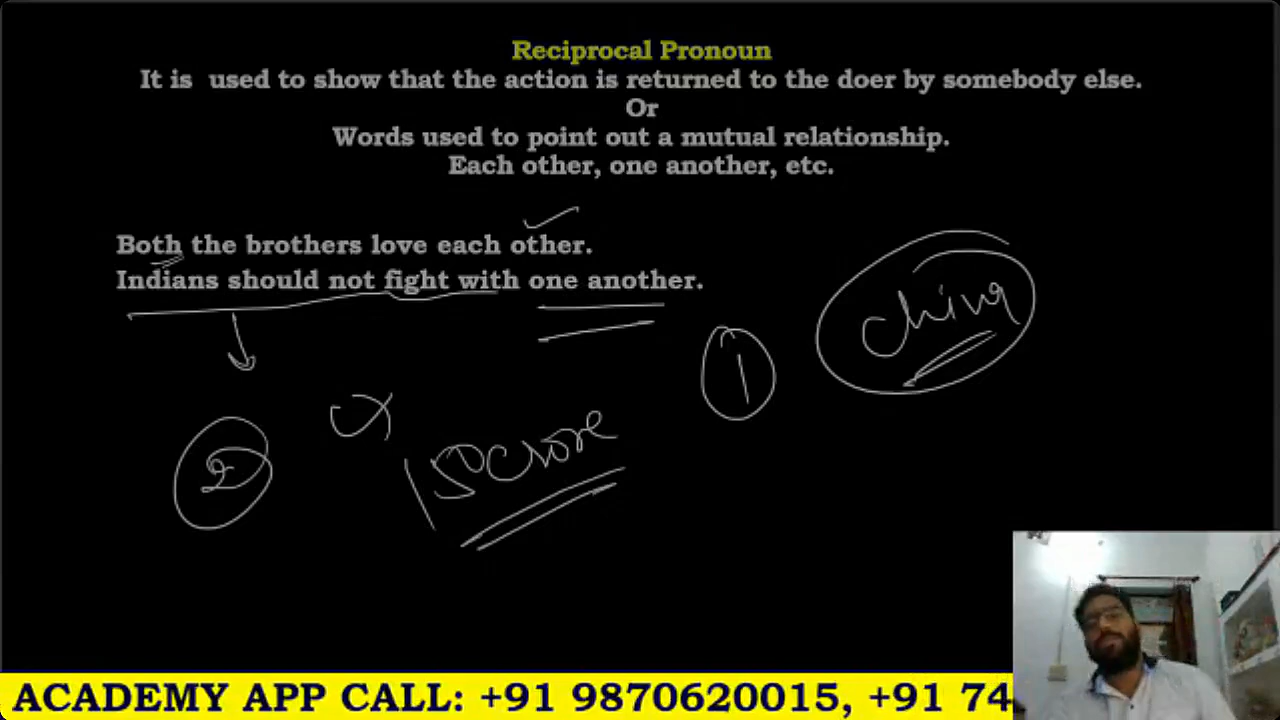 Reciprocal Pronoun
It is used to show that the action is returned to the doer by somebody else.
Or
Words used to point out a mutual relationship.
Each other, one another, etc.
Both the brothers love each other.
Indians should not fight with one another.
1
China
2
150 crore
ACADEMY APP CALL: +91 9870620015, +91 74